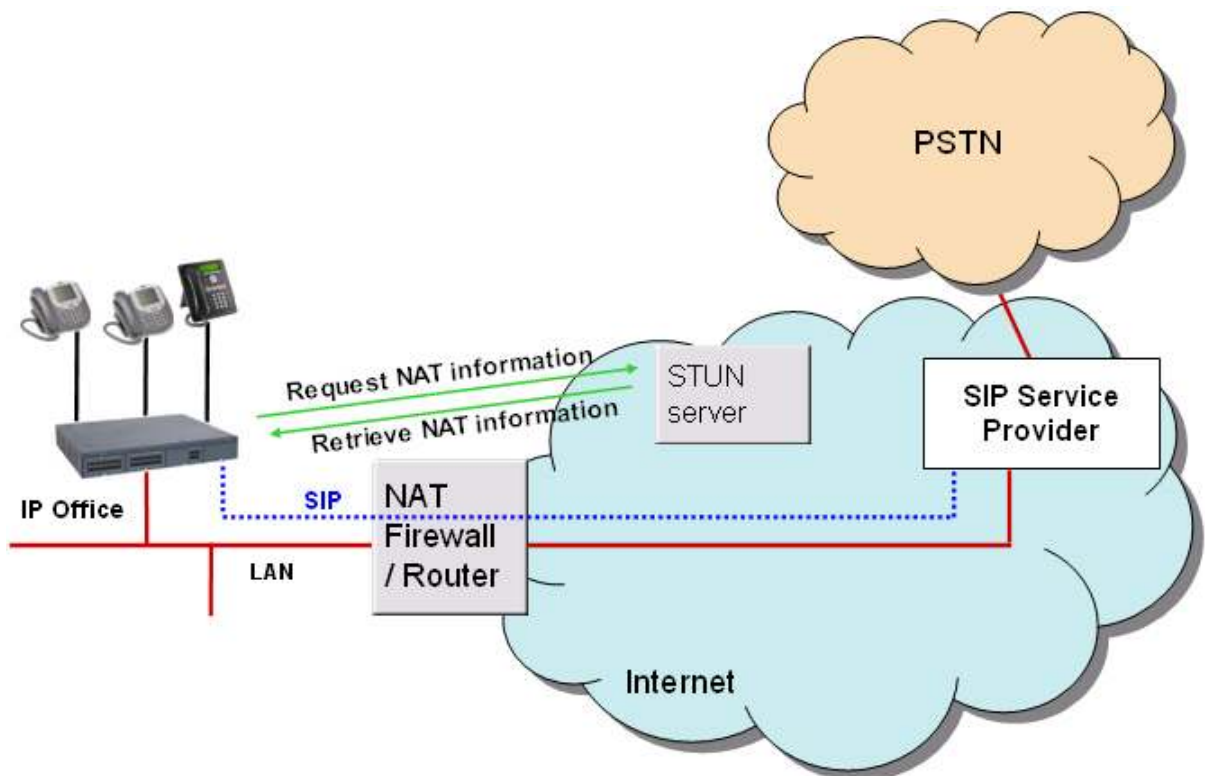 PSTN
Request NAT information
Retrieve NAT information
STUN
server
SIP Service
Provider
IP Office
SIP
NAT
Firewall
/ Router
LAN
Internet